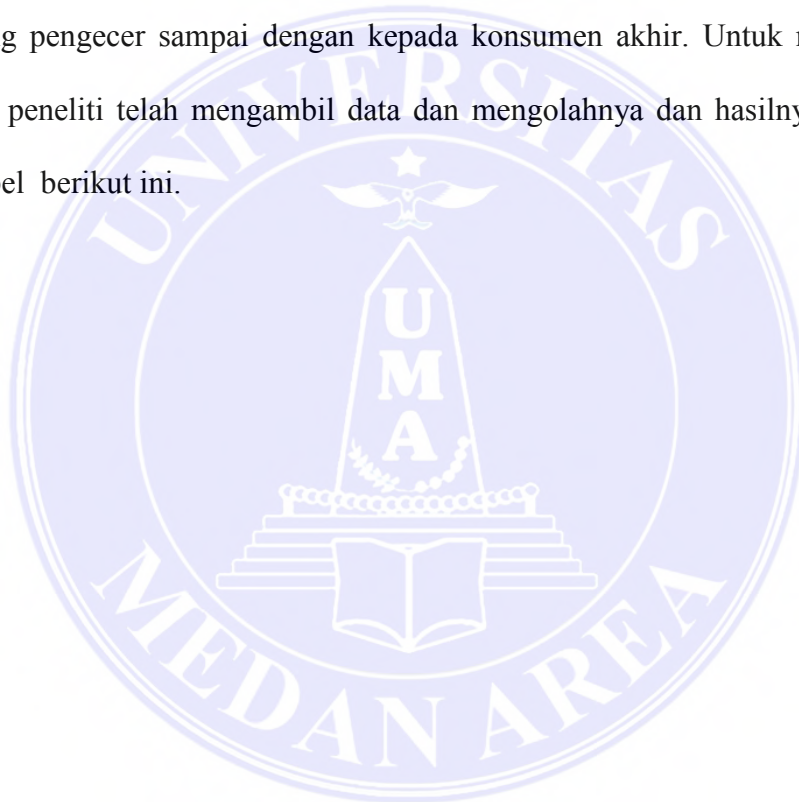 g pengecer sampai dengan kepada konsumen akhir. Untuk
peneliti telah mengambil data dan mengolahnya dan hasilny
el berikut ini.
UNIVERSITAS
U
M
A
MEDAN AREA